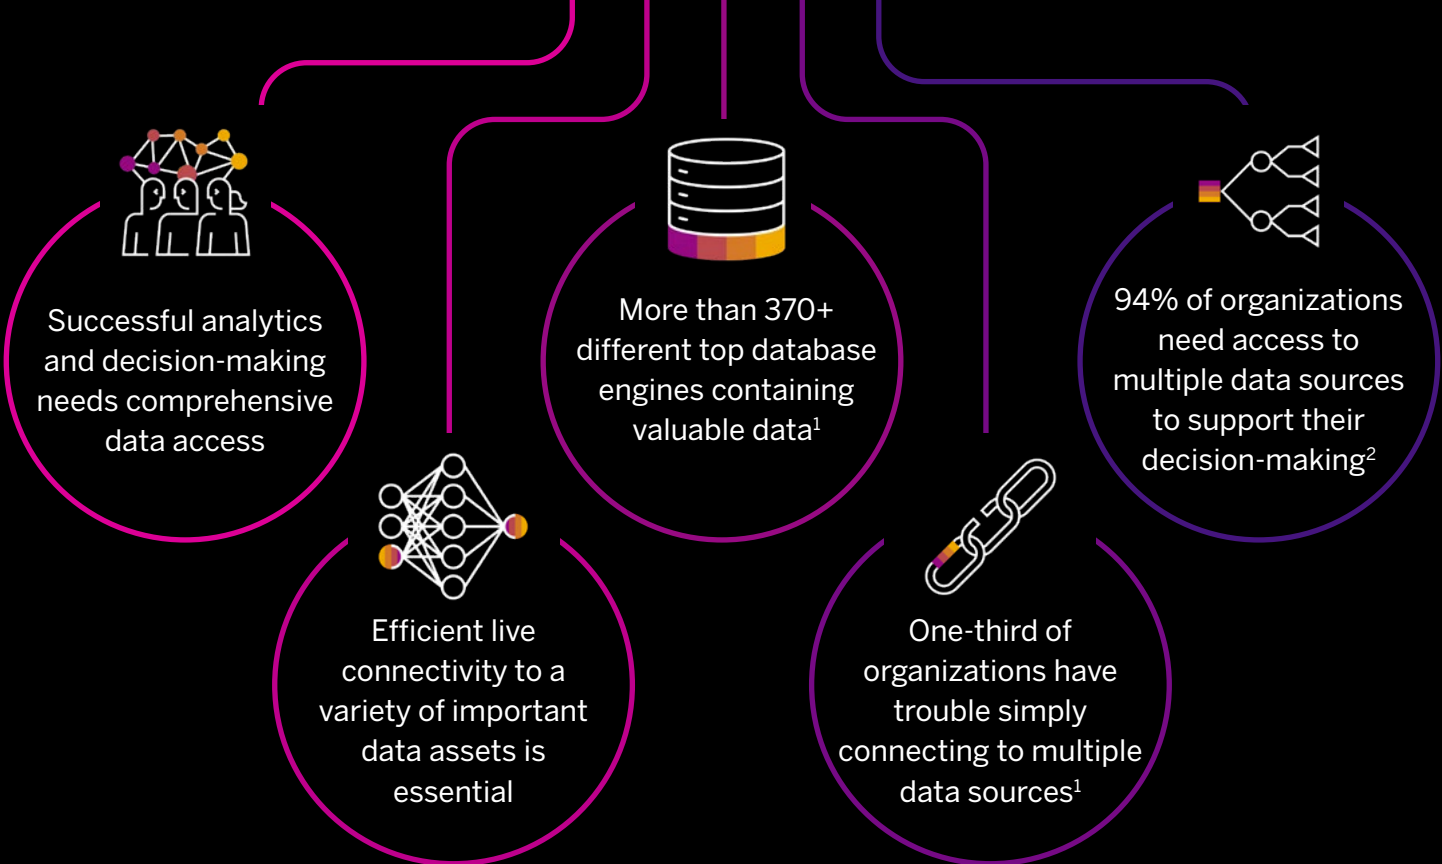 Successful analytics
and decision-making
needs comprehensive
data access
Efficient live
connectivity to a
variety of important
data assets is
essential
More than 370+
different top database
engines containing
valuable data¹
One-third of
organizations have
trouble simply
connecting to multiple
data sources¹
94% of organizations
need access to
multiple data sources
to support their
decision-making²